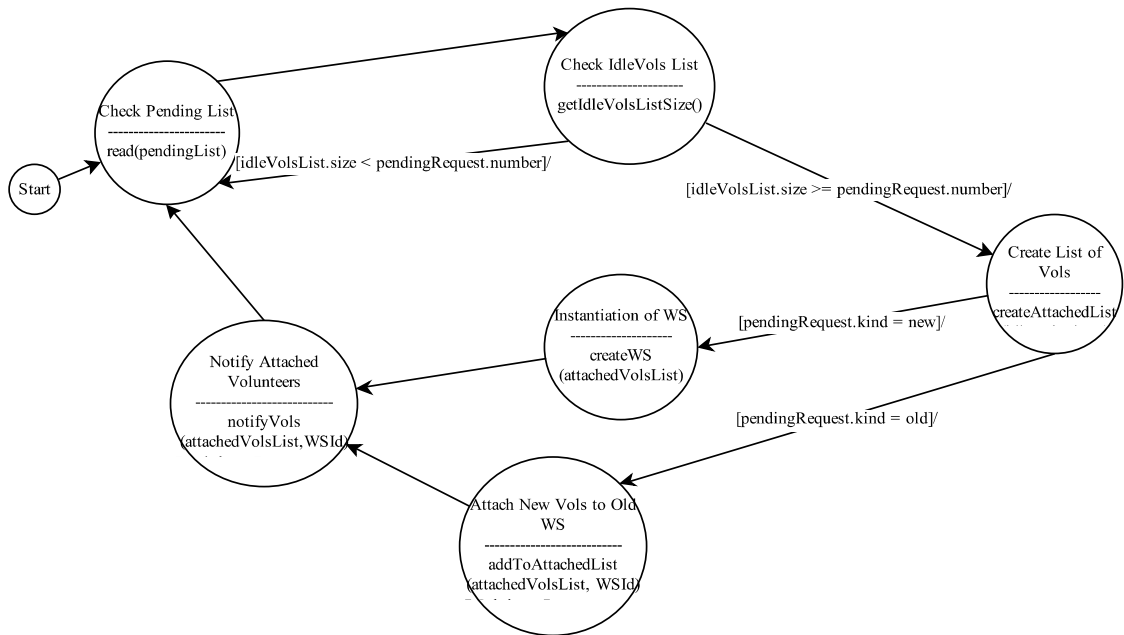 Check IdleVols List
---------------------
getIdleVolsListSize()
Check Pending List
-----------------------
read(pendingList)
[idleVolsList.size < pendingRequest.number]/
Start
[idleVolsList.size >= pendingRequest.number]/
Create List of
Vols
------------------
createAttachedList
Instantiation of WS
--------------------
createWS
(attachedVolsList)
[pendingRequest.kind = new]/
Notify Attached
Volunteers
---------------------------
notifyVols
(attachedVolsList,WSId)
[pendingRequest.kind = old]/
Attach New Vols to Old
WS
---------------------------
addToAttachedList
(attachedVolsList, WSId)